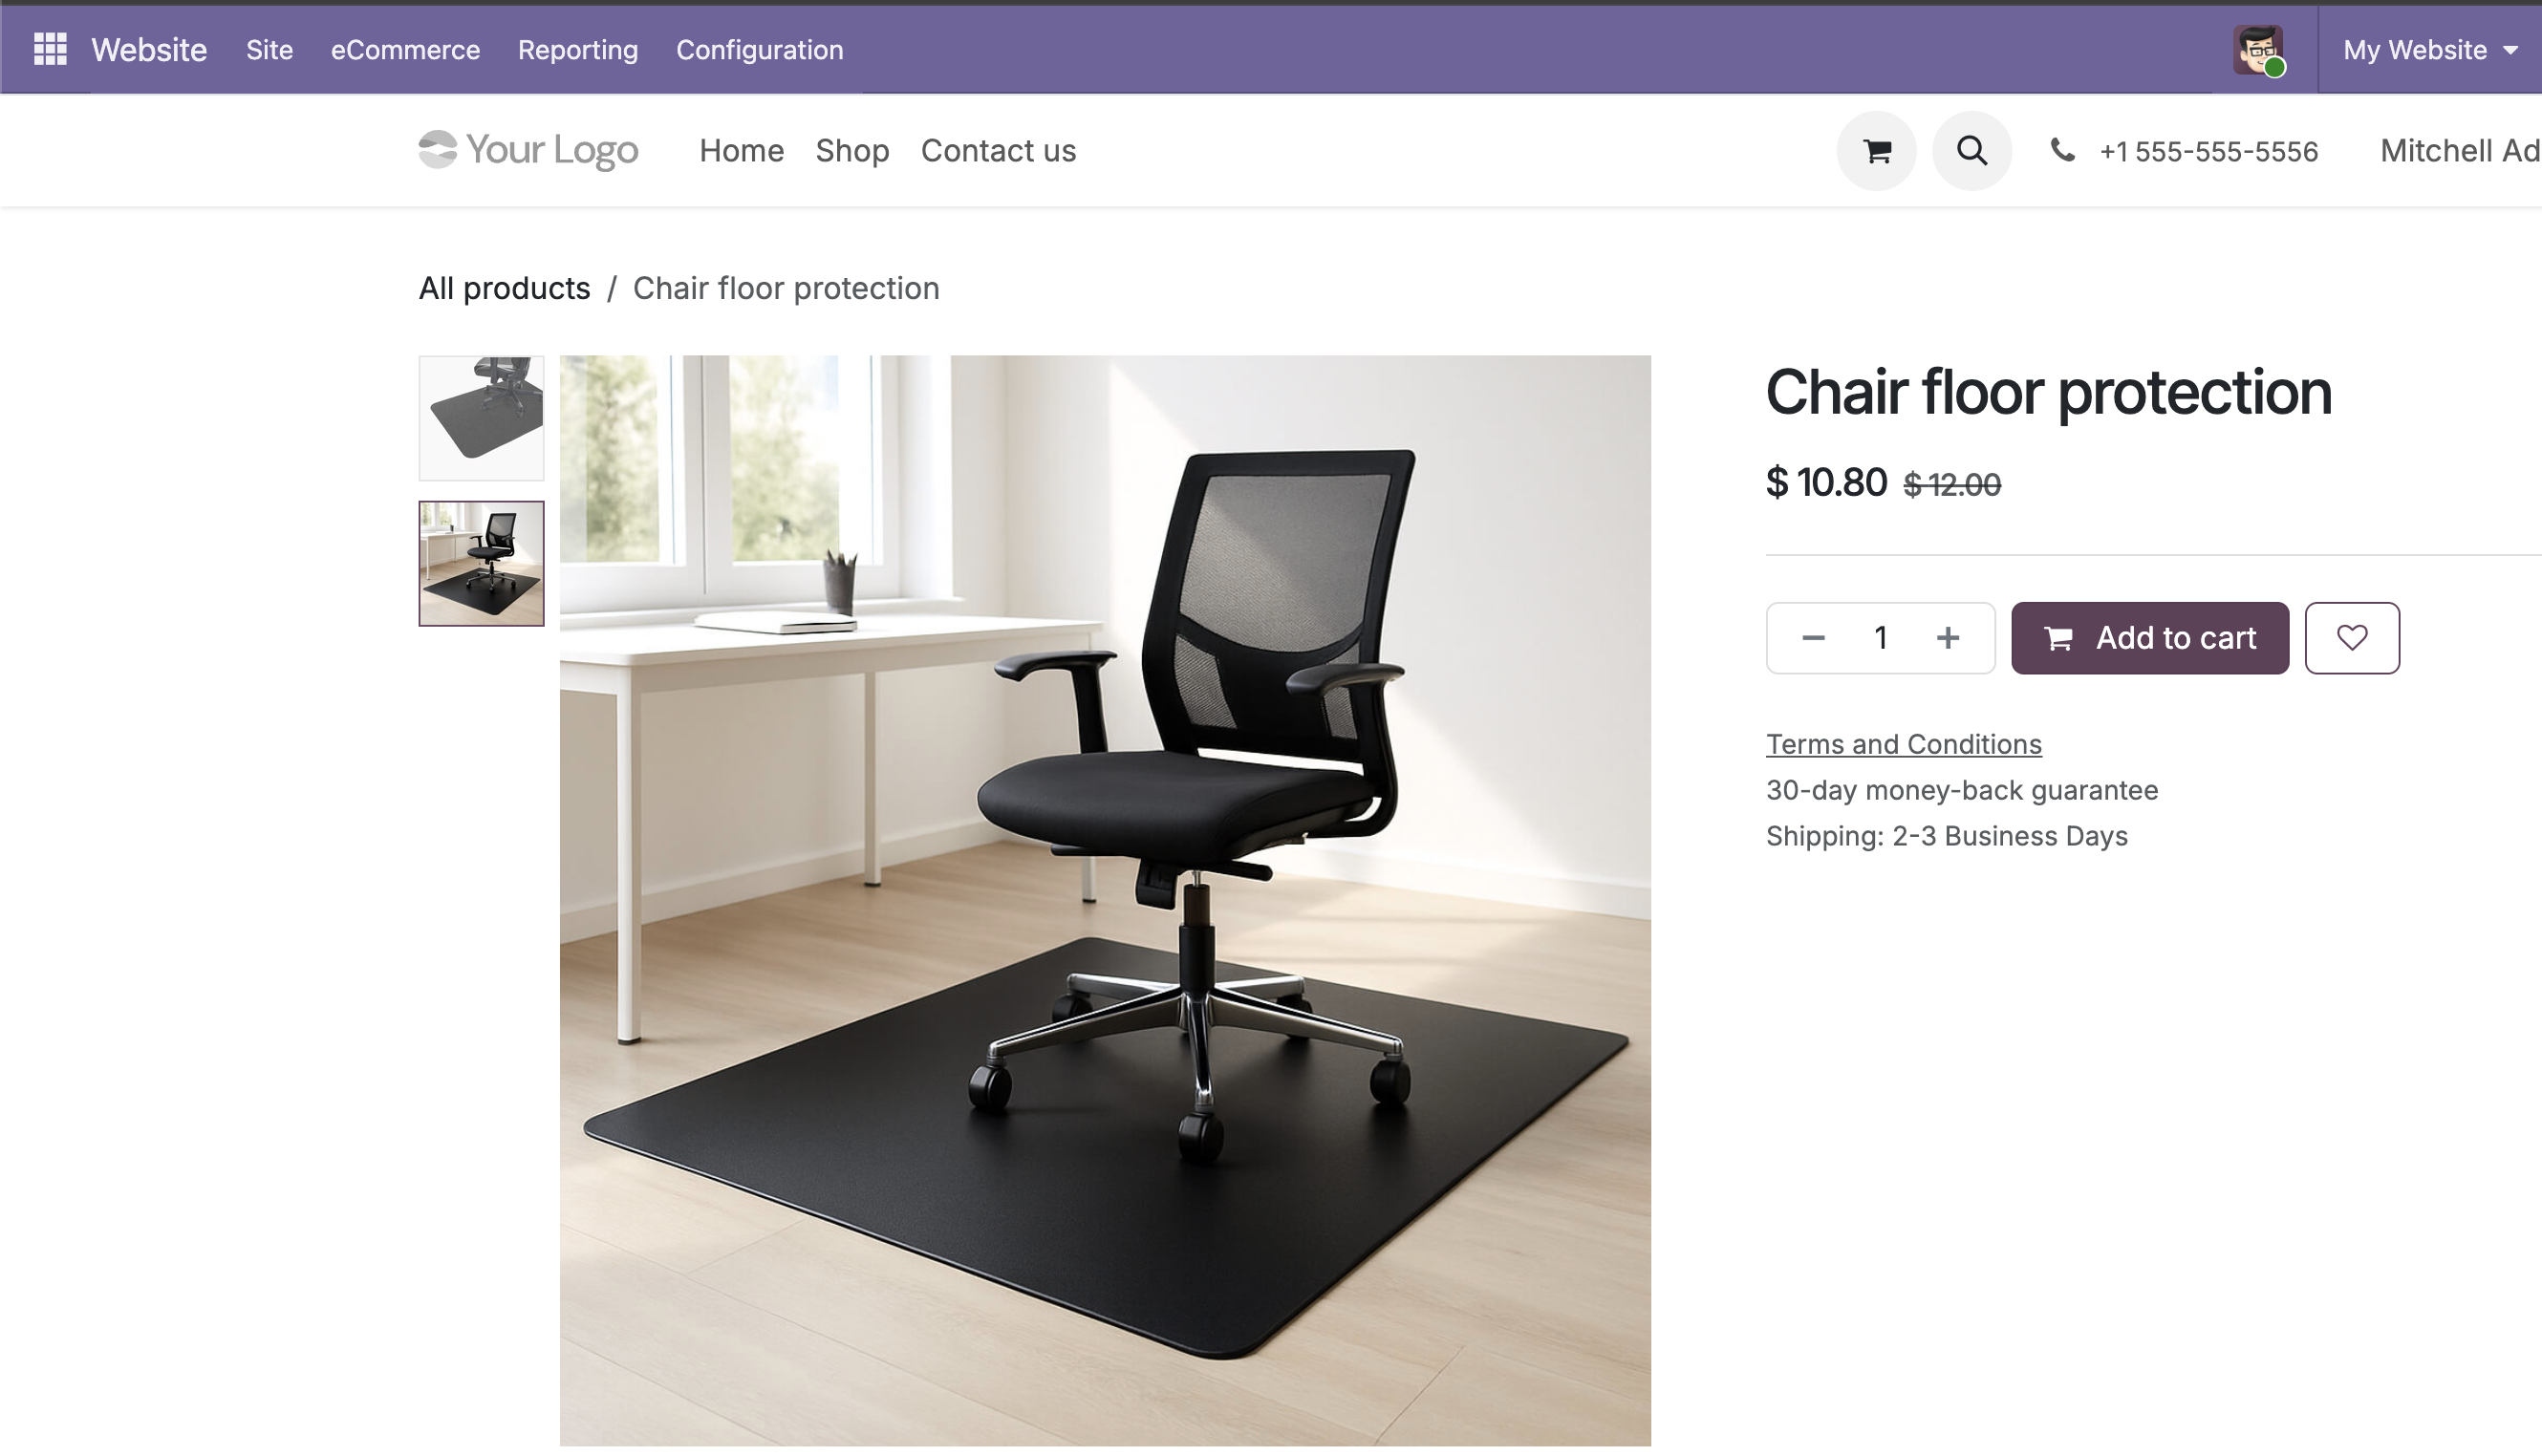 Website Site eCommerce Reporting Configuration My Website
Your Logo Home Shop Contact us +1 555-555-5556 Mitchell Ad
All products / Chair floor protection
Chair floor protection
$ 10.80 $ 12.00
1 Add to cart
Terms and Conditions
30-day money-back guarantee
Shipping: 2-3 Business Days